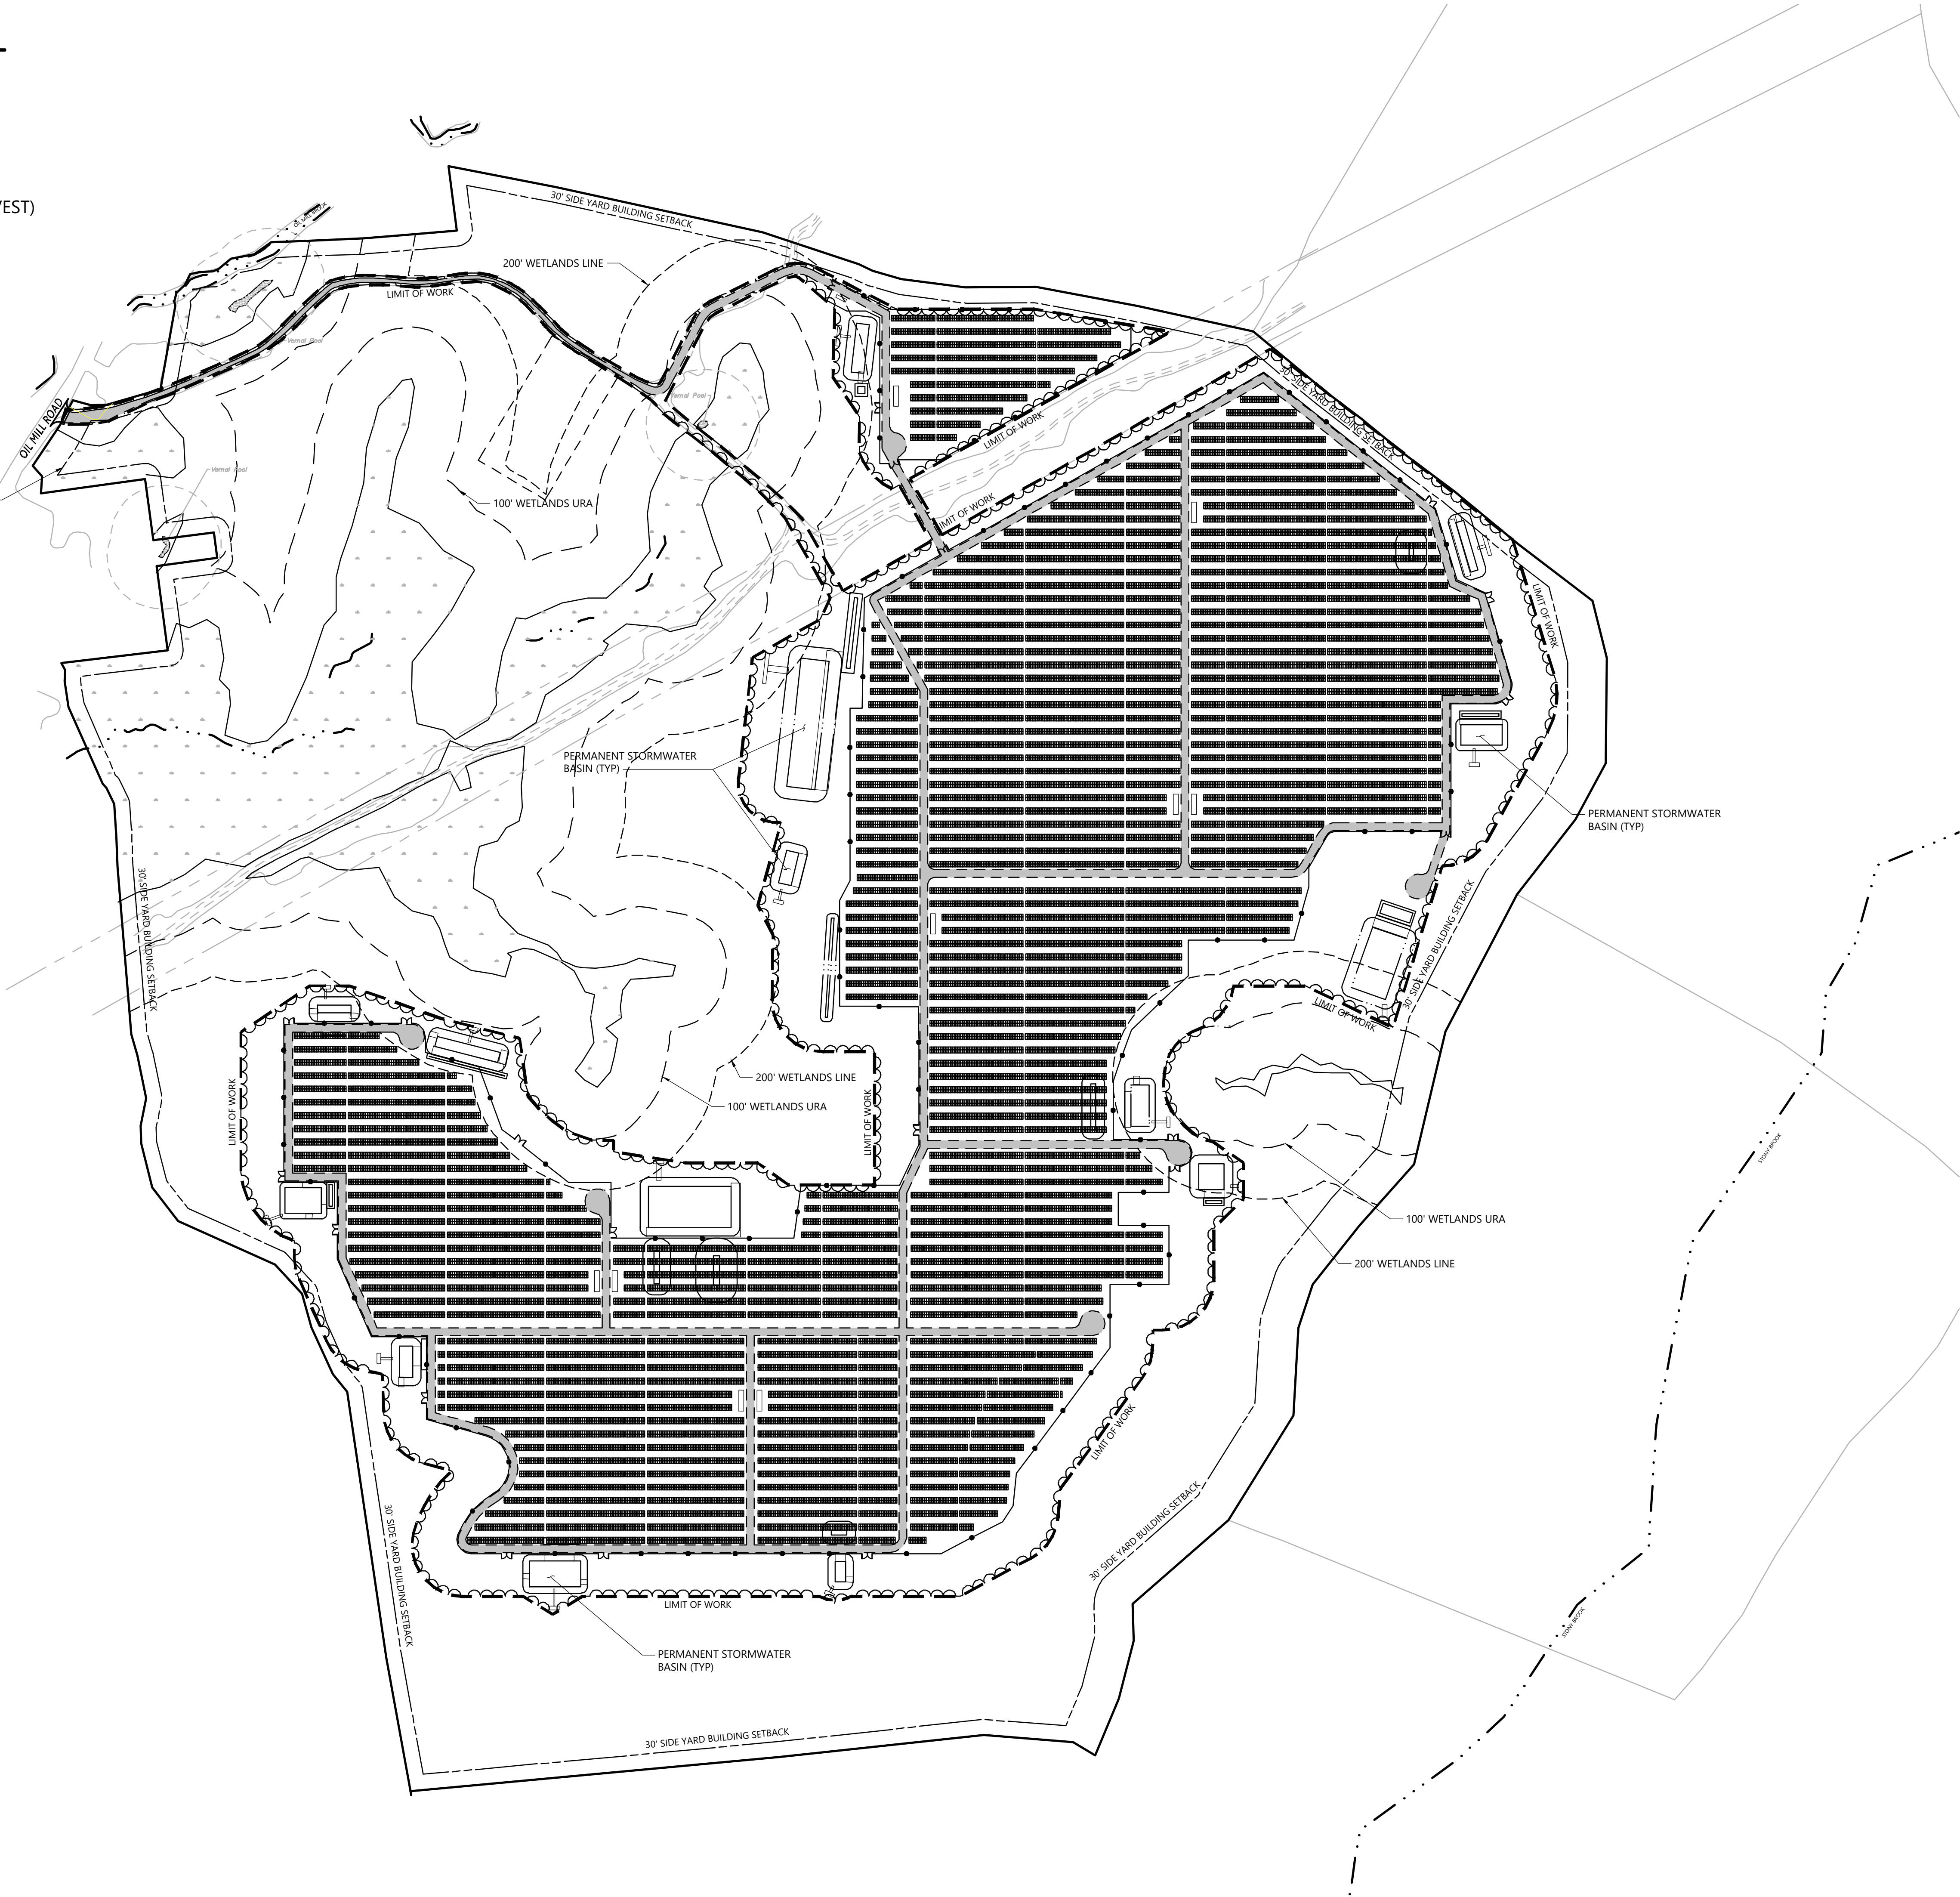 VEST)
30' SIDE YARD BUILDING SETBACK
OIL MILL BROOK
200' WETLANDS LINE
LIMIT OF WORK
Vernal Pool
30' SIDE YARD BUILDING SETBACK
Vernal Pool
OIL MILL ROAD
LIMIT OF WORK
Vernal Pool
100' WETLANDS URA
LIMIT OF WORK
LIMIT OF WORK
PERMANENT STORMWATER
BASIN (TYP)
PERMANENT STORMWATER
BASIN (TYP)
30' SIDE YARD BUILDING SETBACK
30' SIDE YARD BUILDING SETBACK
LIMIT OF WORK
200' WETLANDS LINE
100' WETLANDS URA
LIMIT OF WORK
LIMIT OF WORK
STONY BROOK
100' WETLANDS URA
200' WETLANDS LINE
LIMIT OF WORK
30' SIDE YARD BUILDING SETBACK
30' SIDE YARD BUILDING SETBACK
LIMIT OF WORK
STONY BROOK
PERMANENT STORMWATER
BASIN (TYP)
30' SIDE YARD BUILDING SETBACK